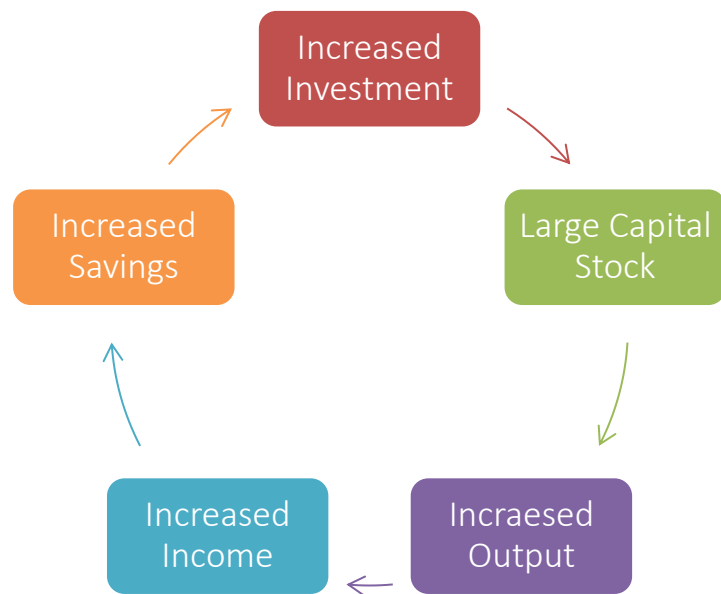 Increased
Investment
Large Capital
Stock
Incraesed
Output
Increased
Income
Increased
Savings